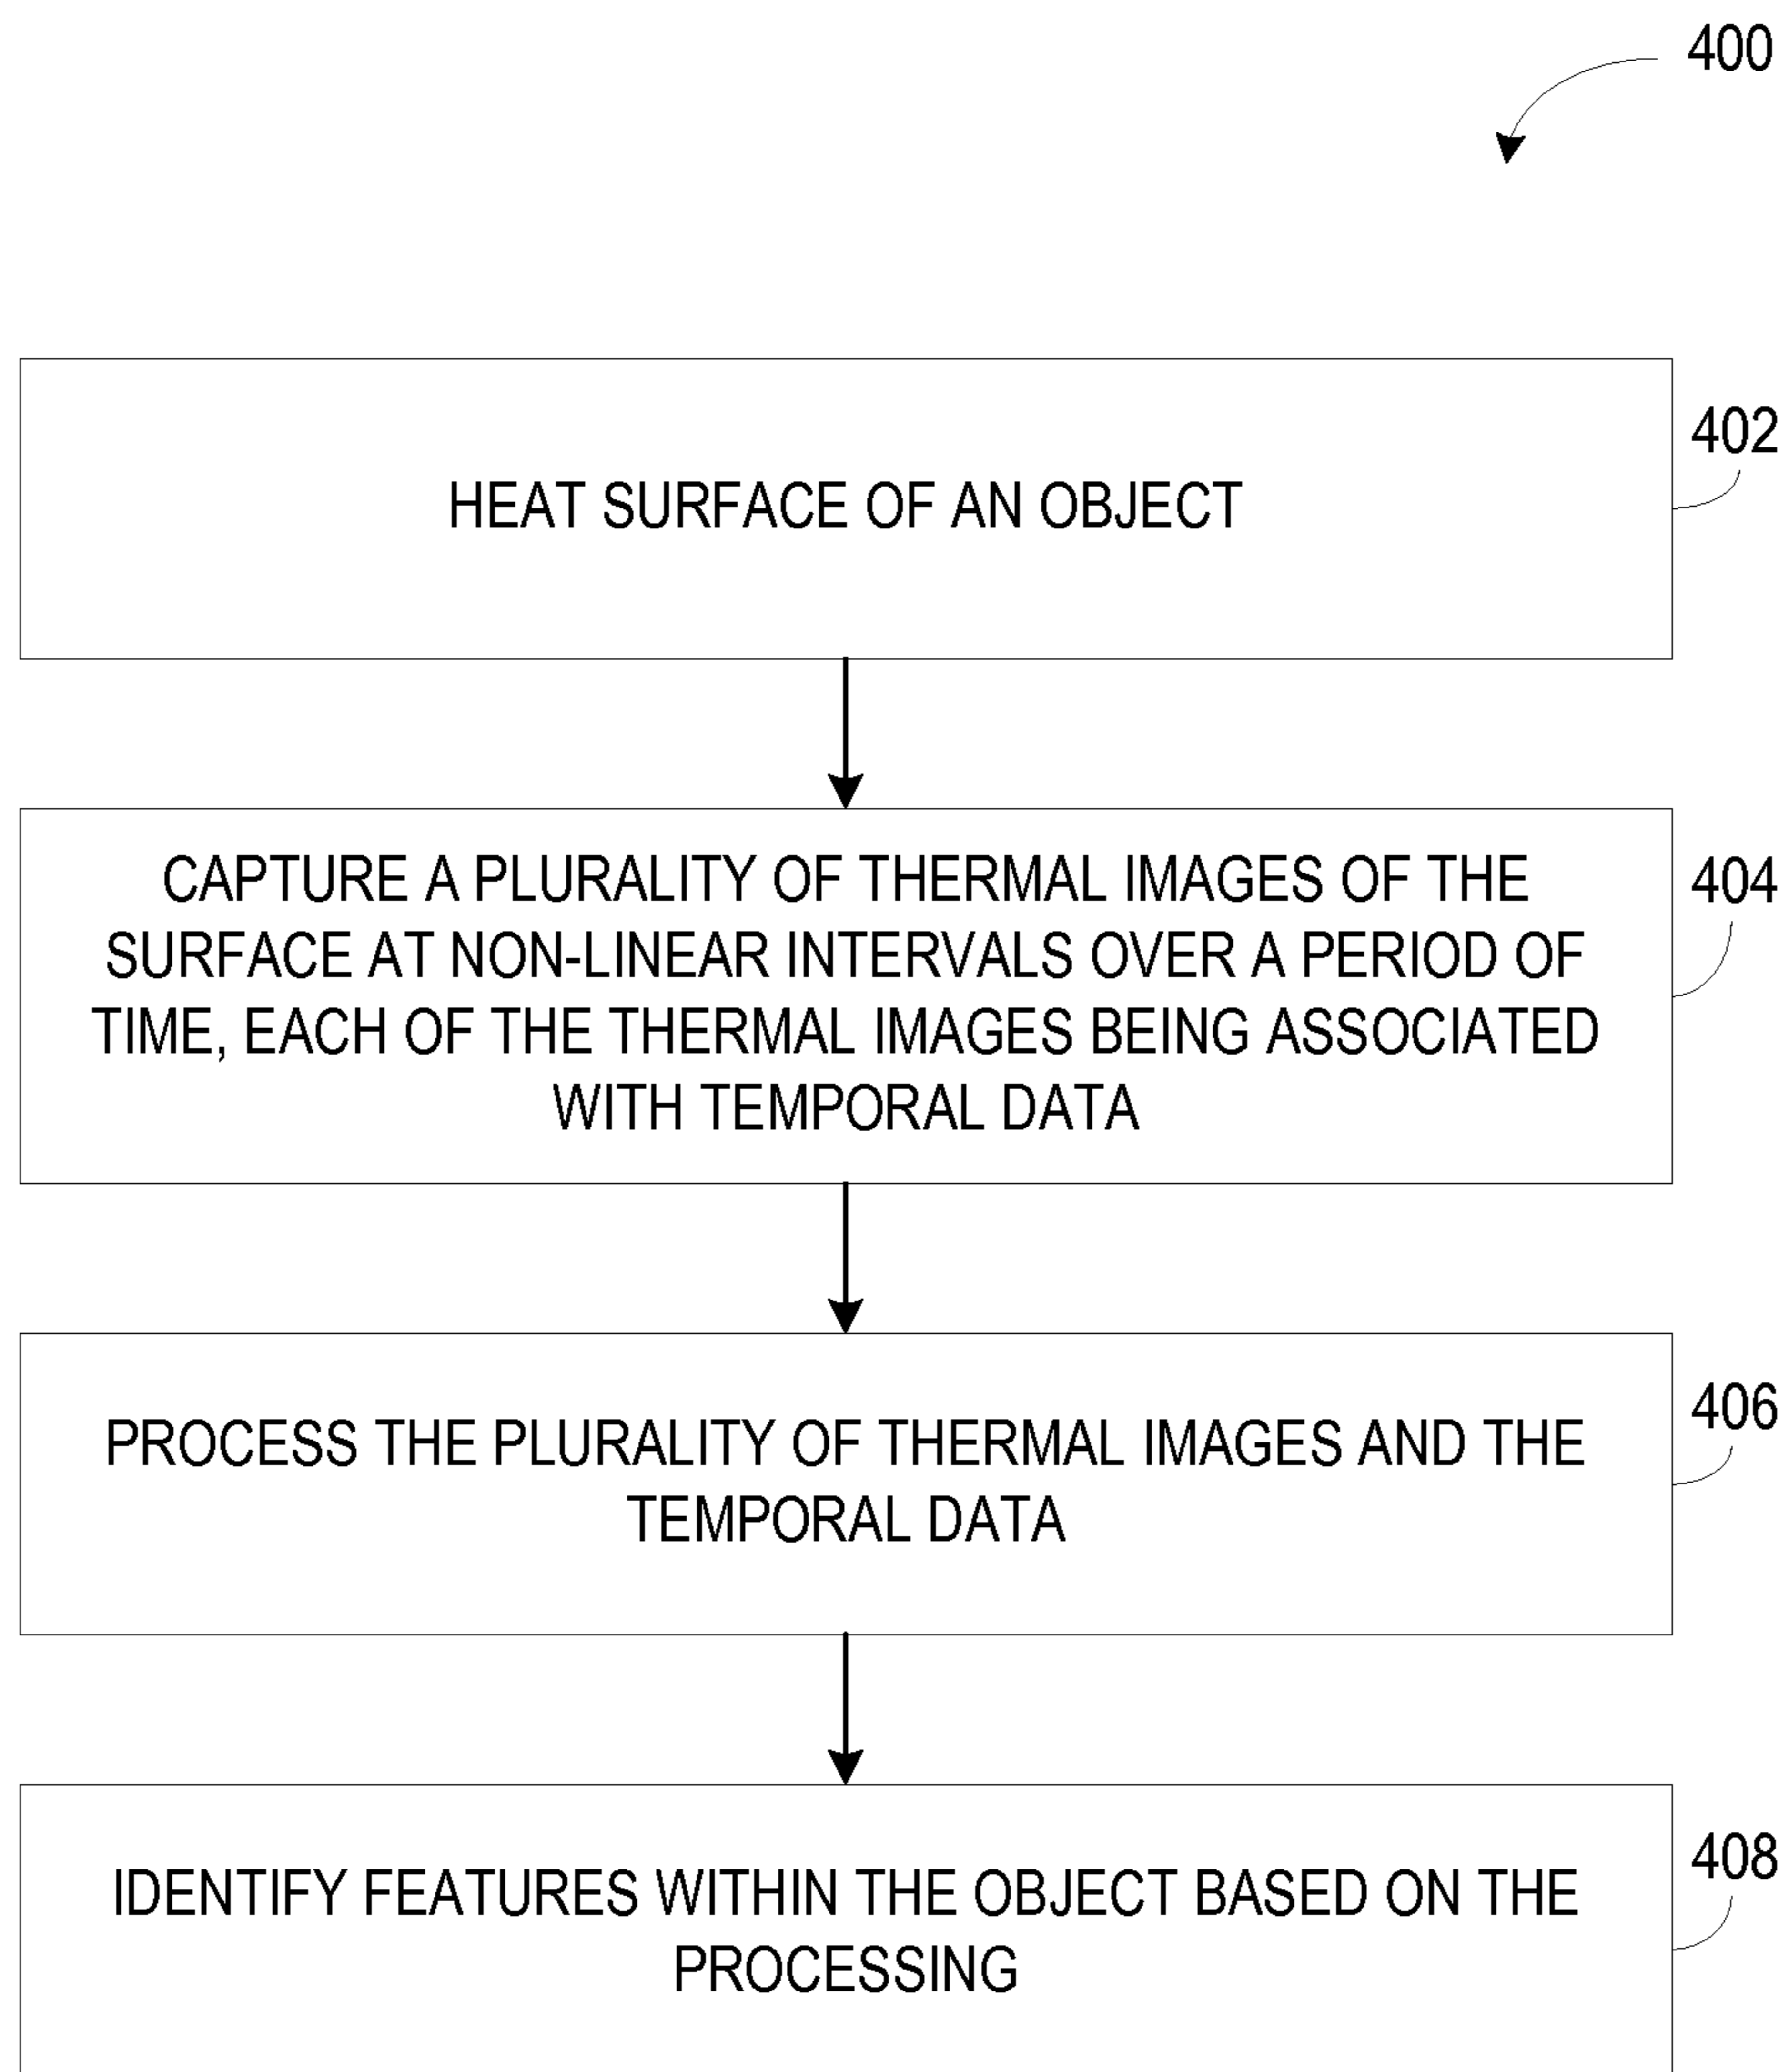 400
HEAT SURFACE OF AN OBJECT
402
CAPTURE A PLURALITY OF THERMAL IMAGES OF THE
SURFACE AT NON-LINEAR INTERVALS OVER A PERIOD OF
TIME, EACH OF THE THERMAL IMAGES BEING ASSOCIATED
WITH TEMPORAL DATA
404
PROCESS THE PLURALITY OF THERMAL IMAGES AND THE
TEMPORAL DATA
406
IDENTIFY FEATURES WITHIN THE OBJECT BASED ON THE
PROCESSING
408